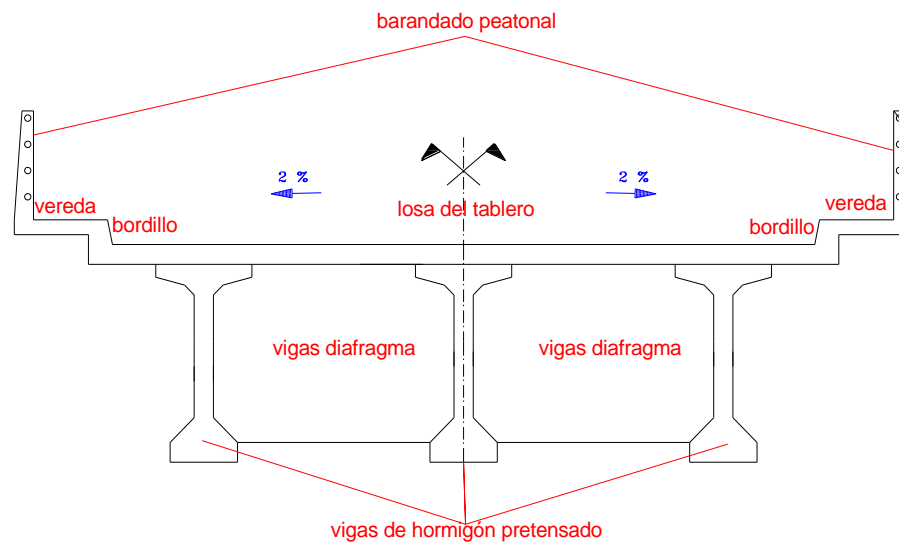 barandado peatonal
2 %
2 %
vereda
losa del tablero
vereda
bordillo
bordillo
vigas diafragma
vigas diafragma
vigas de hormigón pretensado